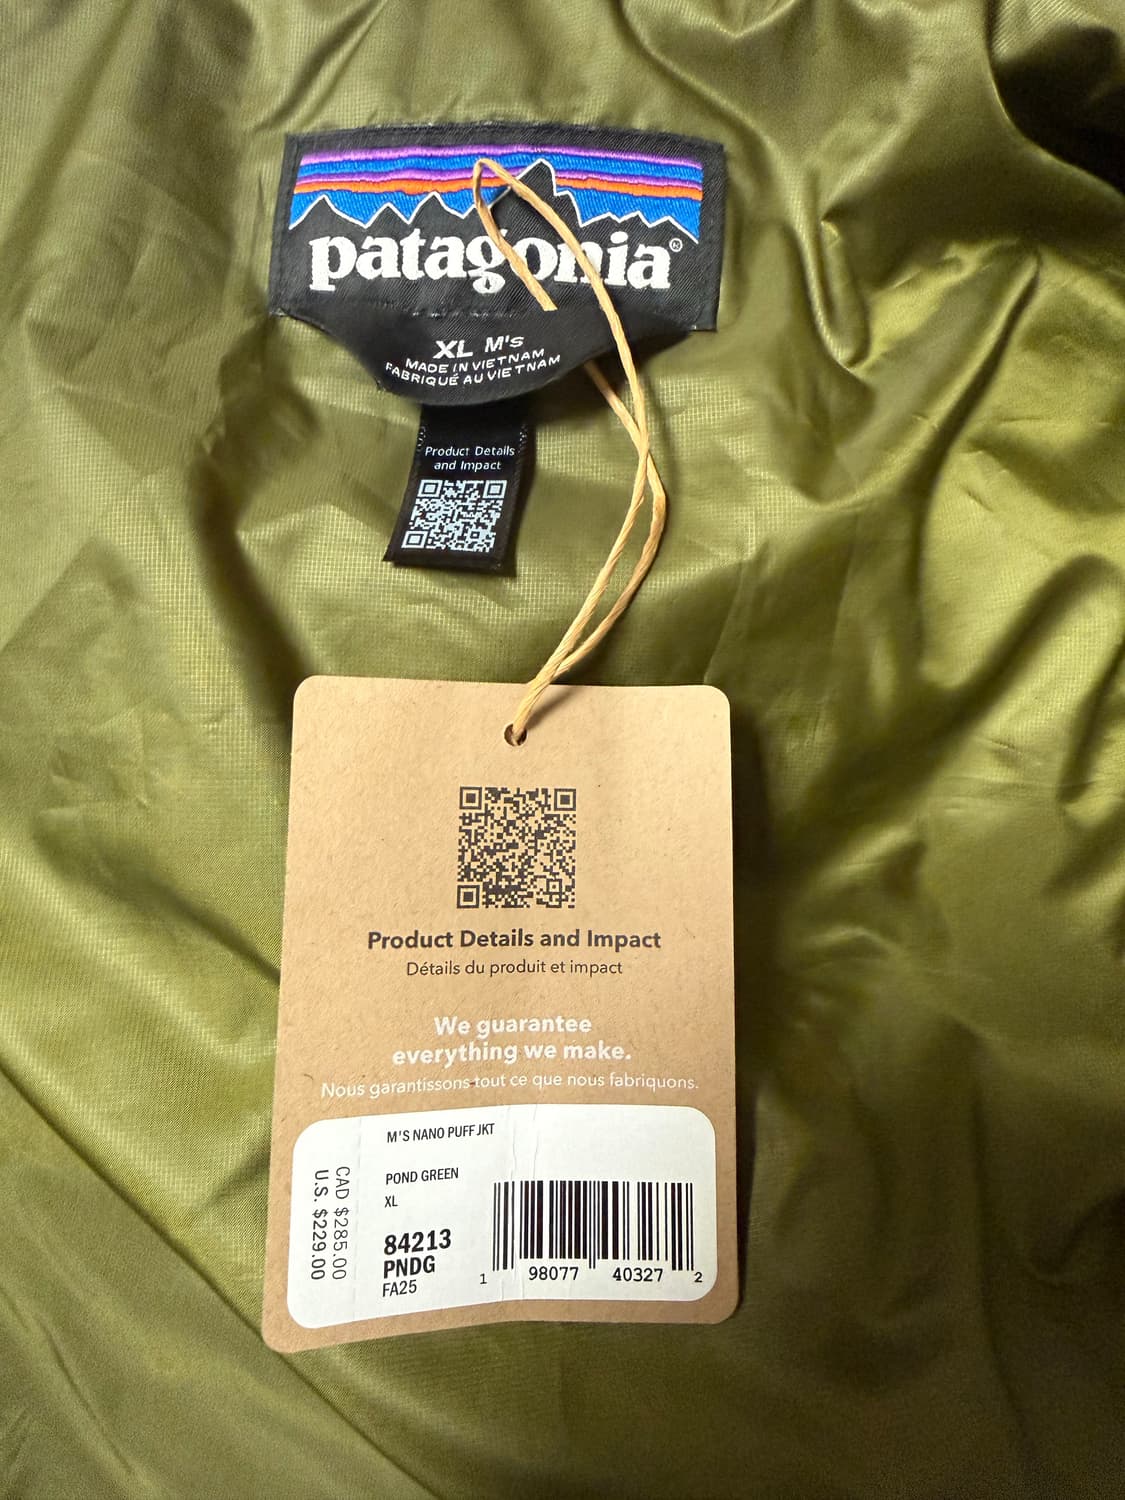 patagonia®
XL M's
MADE IN VIETNAM
FABRIQUÉ AU VIETNAM
Product Details
and Impact
Product Details and Impact
Détails du produit et impact
We guarantee
everything we make.
Nous garantissons tout ce que nous fabriquons.
M'S NANO PUFF JKT
POND GREEN
XL
84213
PNDG
FA25
CAD $285.00
U.S. $229.00
1 98077 40327 2